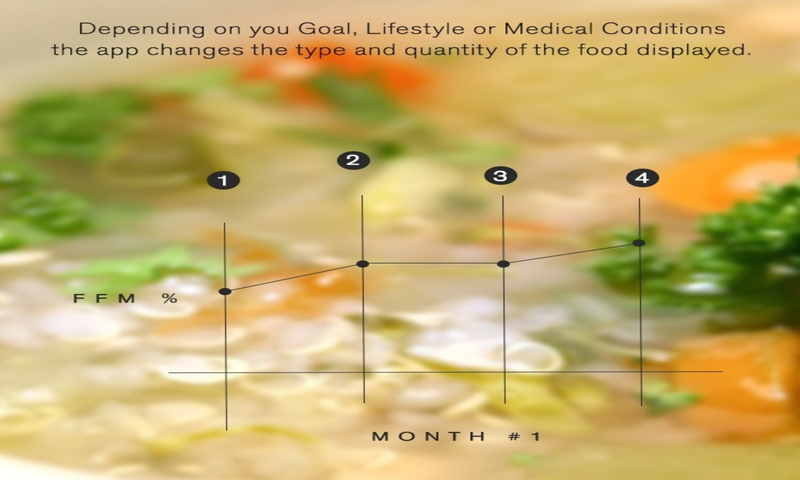 Depending on you Goal, Lifestyle or Medical Conditions
the app changes the type and quantity of the food displayed.
1
2
3
4
FFM %
MONTH #1